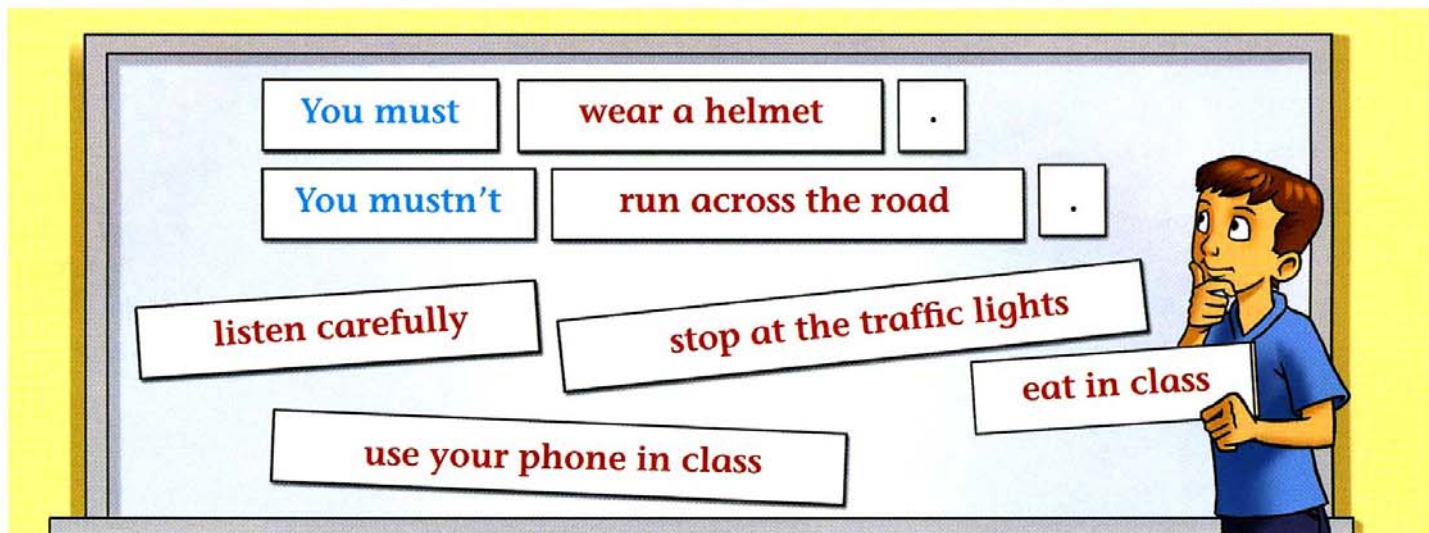 You must wear a helmet .
You mustn't run across the road .
listen carefully
stop at the traffic lights
eat in class
use your phone in class